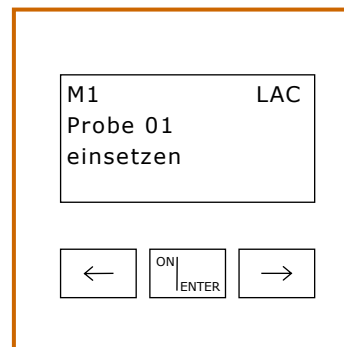 M1 LAC
Probe 01
einsetzen
← ON|ENTER →